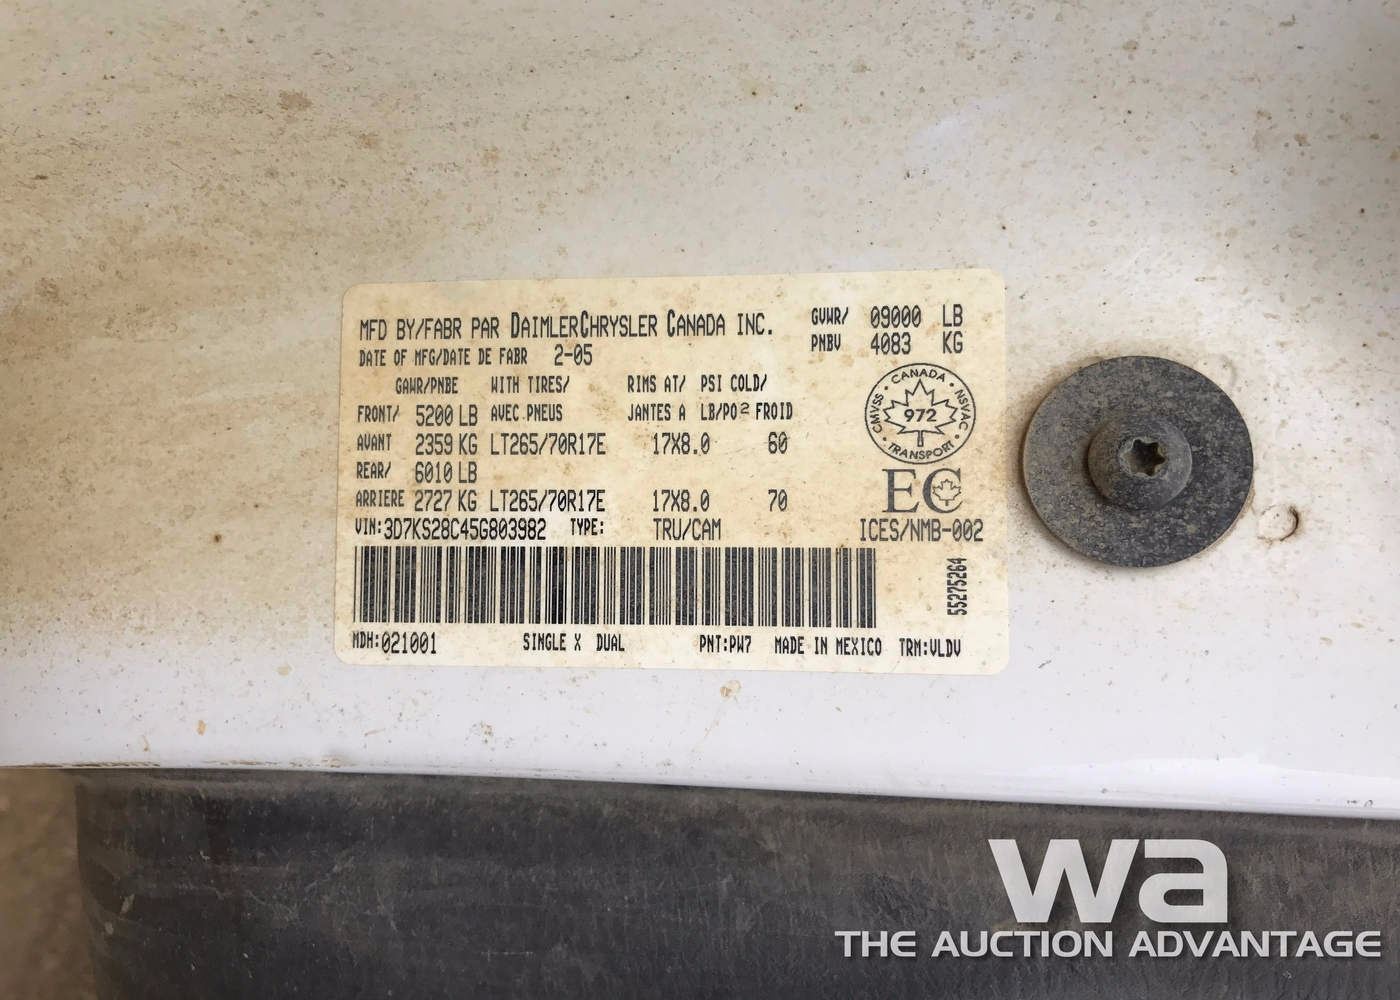 MFD BY/FABR PAR DAIMLERCHRYSLER CANADA INC. GVWR/ 09000 LB
DATE OF MFG/DATE DE FABR 2-05 PNBV 4083 KG
GAWR/PNBE WITH TIRES/ RIMS AT/ PSI COLD/
FRONT/ 5200 LB AVEC PNEUS JANTES A LB/PO² FROID
AVANT 2359 KG LT265/70R17E 17X8.0 60
REAR/ 6010 LB
ARRIERE 2727 KG LT265/70R17E 17X8.0 70
VIN:3D7KS28C45G803982 TYPE: TRU/CAM ICES/NMB-002
CANADA
CMVSS 972 NSVAC
TRANSPORT
EC
55275264
MDH:021001 SINGLE X DUAL PNT:PW7 MADE IN MEXICO TRM:VLDV
wa
THE AUCTION ADVANTAGE